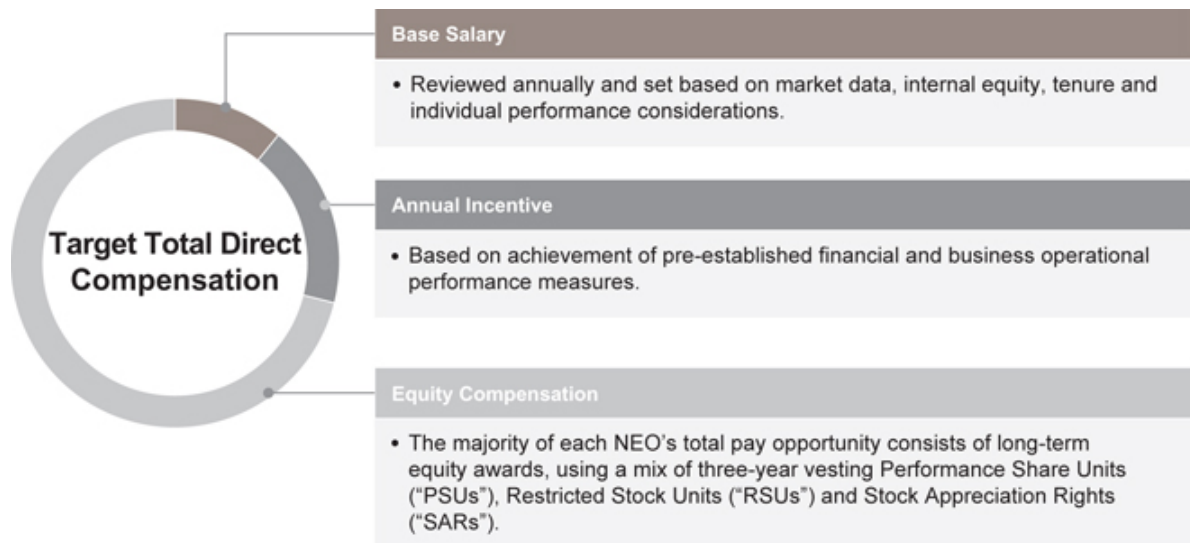 Base Salary
• Reviewed annually and set based on market data, internal equity, tenure and
individual performance considerations.
Target Total Direct
Compensation
Annual Incentive
• Based on achievement of pre-established financial and business operational
performance measures.
Equity Compensation
• The majority of each NEO's total pay opportunity consists of long-term
equity awards, using a mix of three-year vesting Performance Share Units
(“PSUs”), Restricted Stock Units (“RSUs”) and Stock Appreciation Rights
(“SARs”).